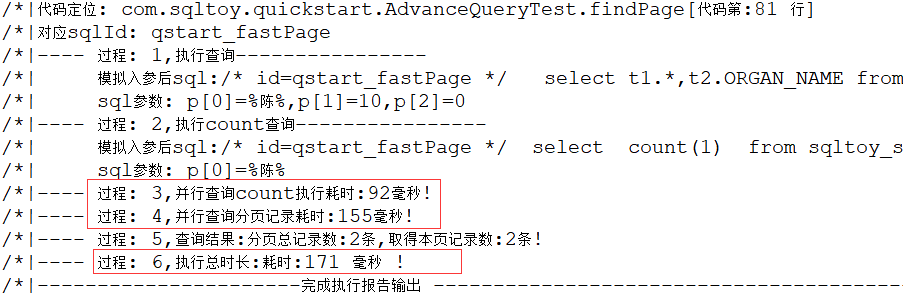 /*|代码定位: com.sqltoy.quickstart.AdvanceQueryTest.findPage[代码第:81 行]
/*|对应sqlId: qstart_fastPage
/*|---- 过程: 1,执行查询----------------
/*|     模拟入参后sql:/* id=qstart_fastPage */   select t1.*,t2.ORGAN_NAME from
/*|     sql参数: p[0]=%陈%,p[1]=10,p[2]=0
/*|---- 过程: 2,执行count查询----------------
/*|     模拟入参后sql:/* id=qstart_fastPage */  select  count(1)  from sqltoy_s
/*|     sql参数: p[0]=%陈%
/*|---- 过程: 3,并行查询count执行耗时:92毫秒!
/*|---- 过程: 4,并行查询分页记录耗时:155毫秒!
/*|---- 过程: 5,查询结果:分页总记录数:2条,取得本页记录数:2条!
/*|---- 过程: 6,执行总时长:耗时:171 毫秒 !
/*|----------------------完成执行报告输出 ----------------------------------------